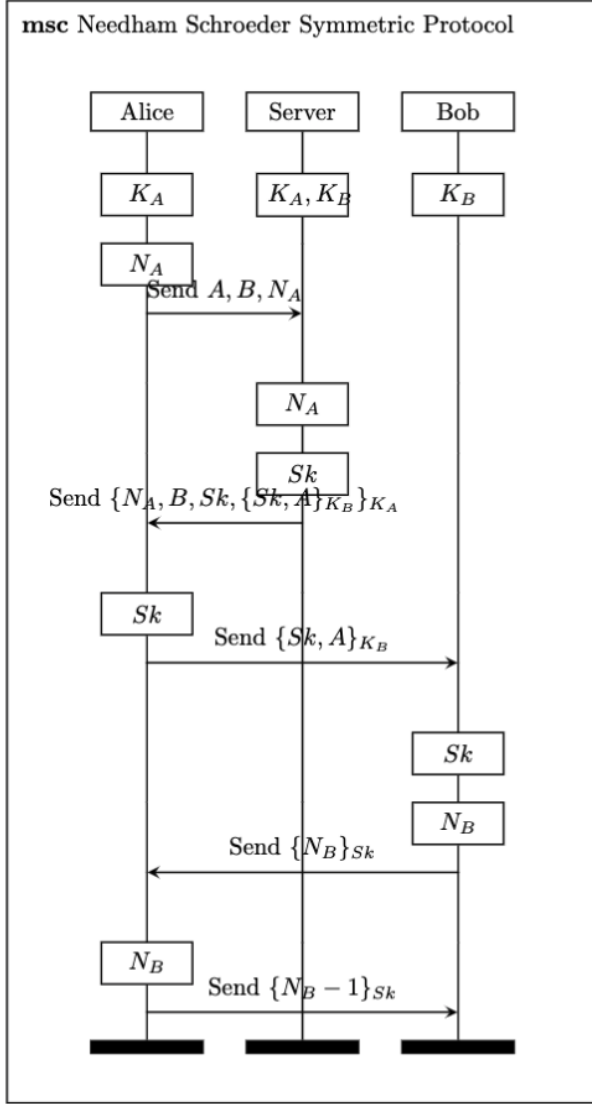 msc Needham Schroeder Symmetric Protocol
Alice Server Bob
K_A K_A, K_B K_B
N_A
Send A, B, N_A
N_A
Sk
Send {N_A, B, Sk, {Sk, A}_{K_B}}_{K_A}
Sk
Send {Sk, A}_{K_B}
Sk
N_B
Send {N_B}_{Sk}
N_B
Send {N_B − 1}_{Sk}